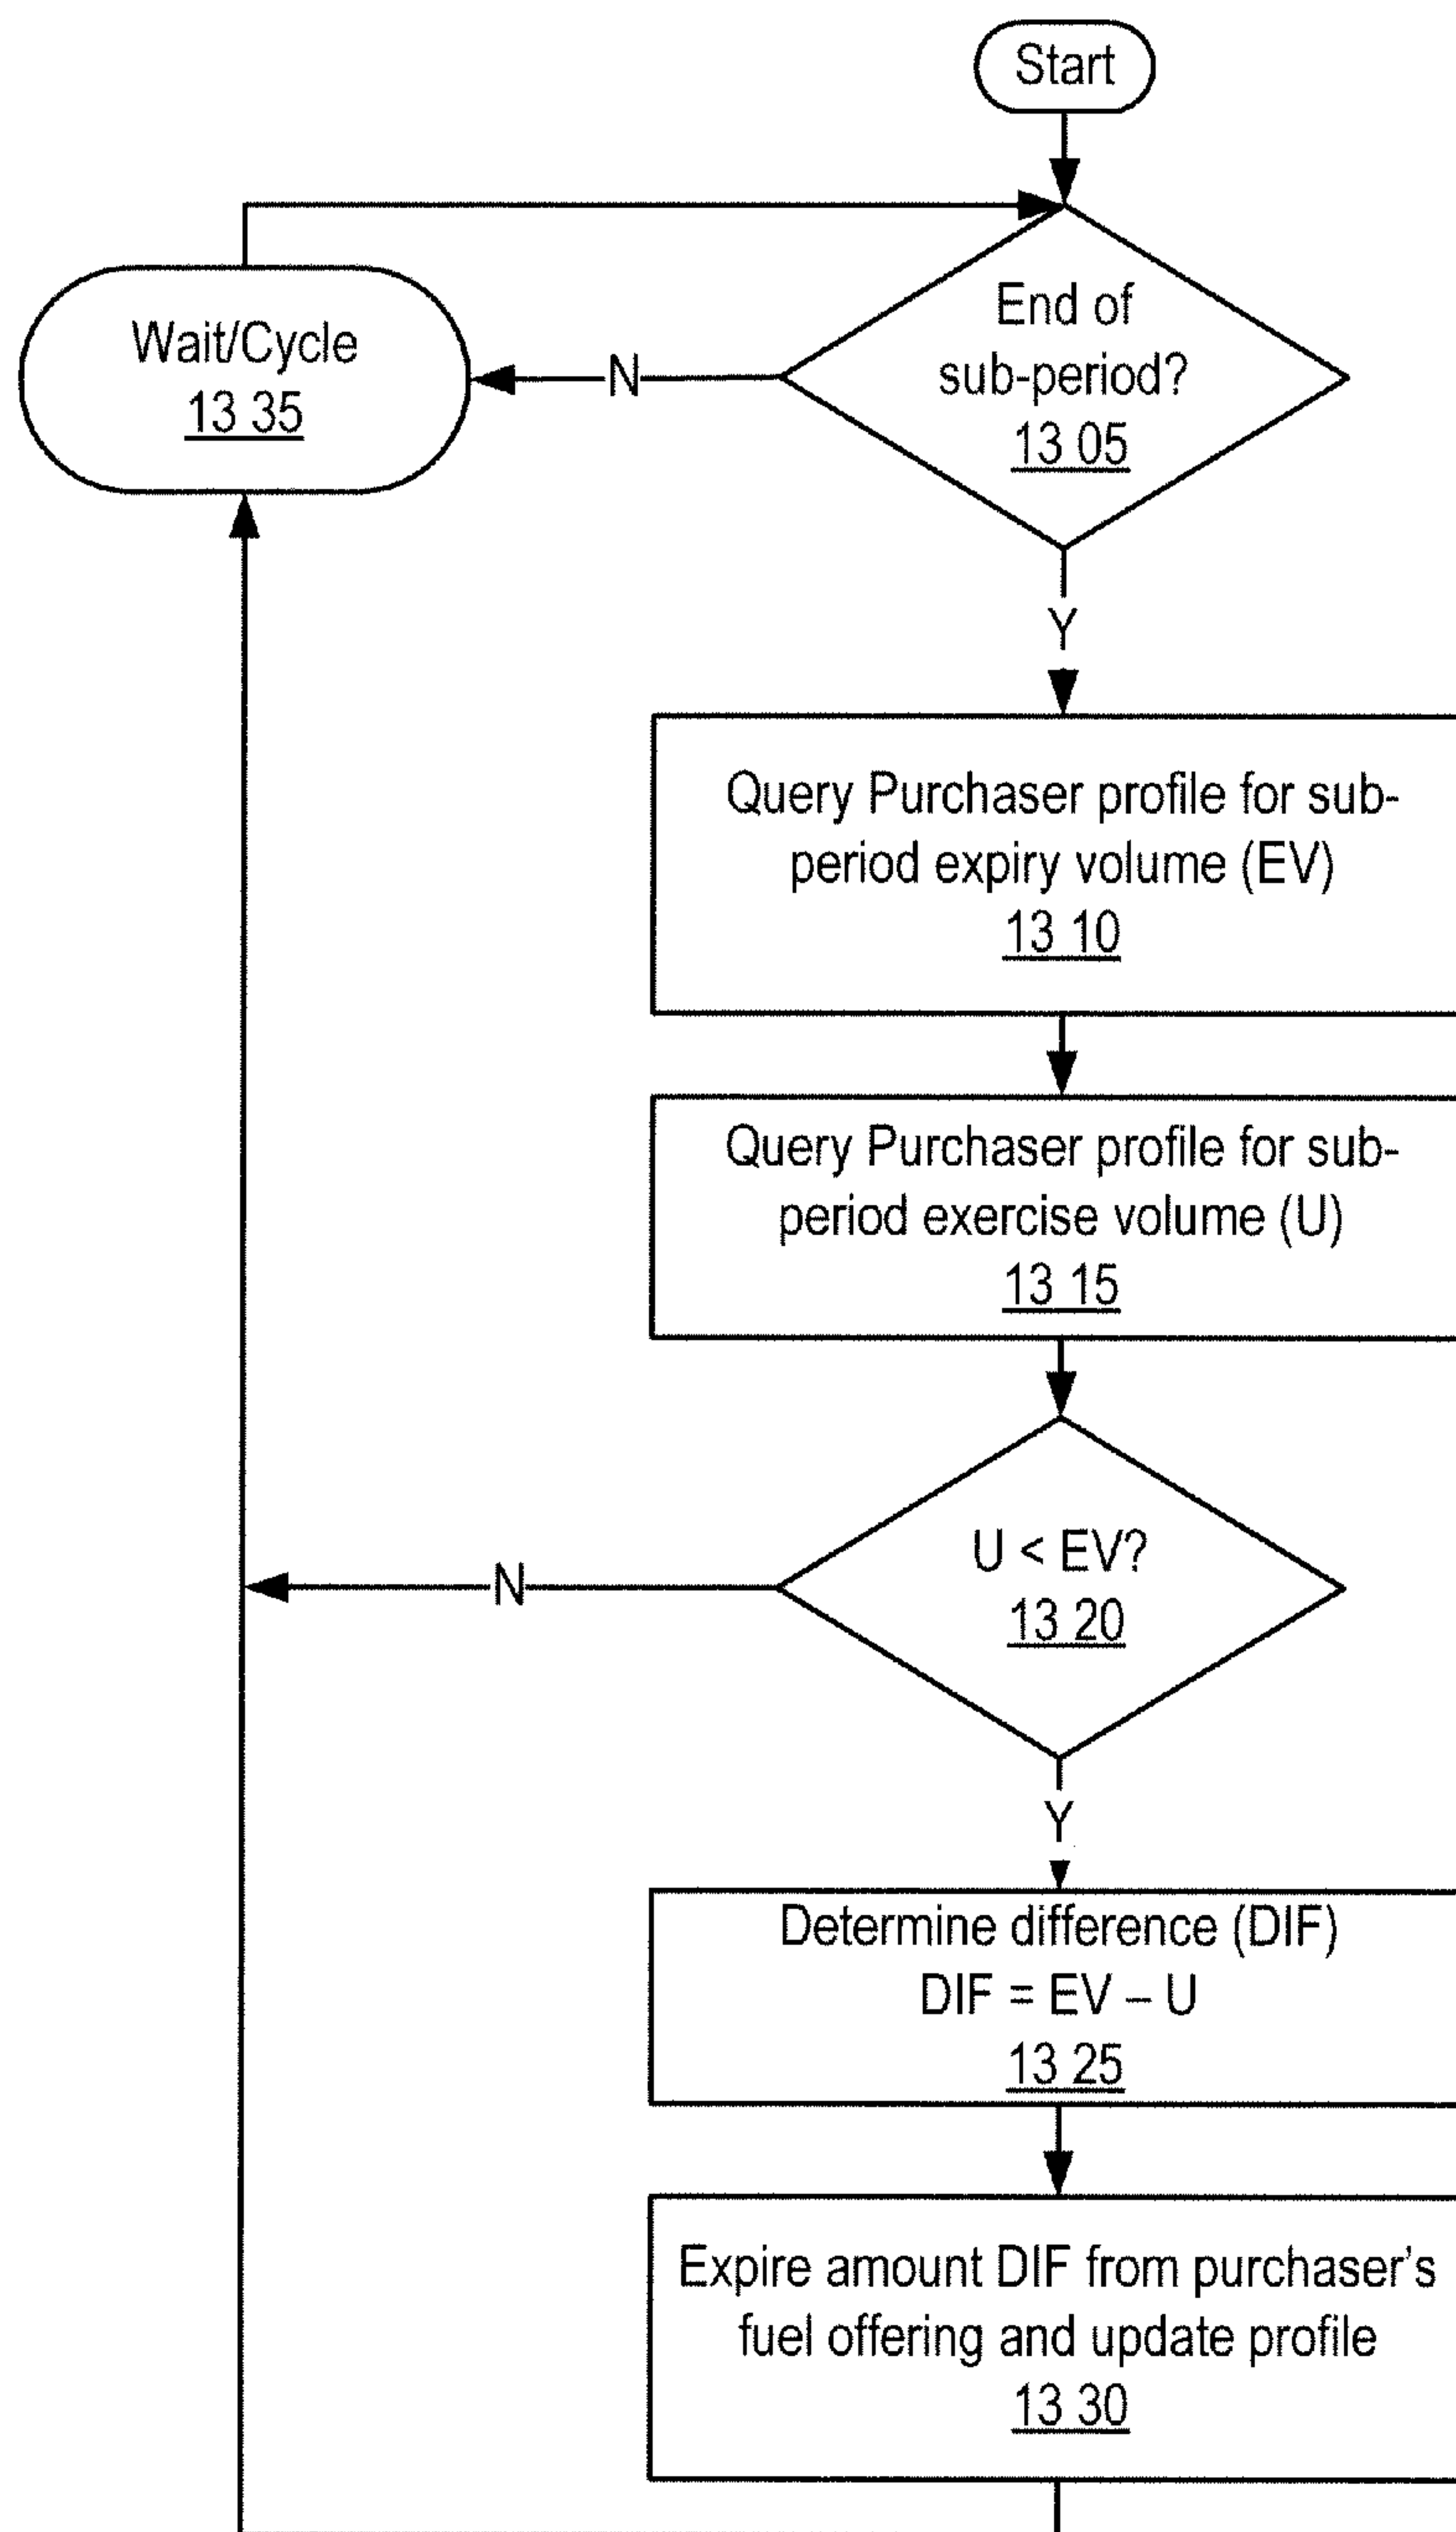 Start
End of
sub-period?
13 05
Wait/Cycle
13 35
N
Y
Query Purchaser profile for sub-
period expiry volume (EV)
13 10
Query Purchaser profile for sub-
period exercise volume (U)
13 15
U < EV?
13 20
N
Y
Determine difference (DIF)
DIF = EV – U
13 25
Expire amount DIF from purchaser's
fuel offering and update profile
13 30